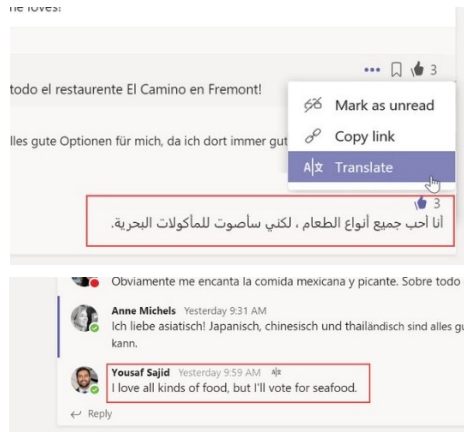 he loves!
3
todo el restaurente El Camino en Fremont!
Mark as unread
lles gute Optionen für mich, da ich dort immer gut
Copy link
Translate
3
أنا أحب جميع أنواع الطعام ، لكني سأصوت للمأكولات البحرية.
Obviamente me encanta la comida mexicana y picante. Sobre todo
Anne Michels Yesterday 9:31 AM
Ich liebe asiatisch! Japanisch, chinesisch und thailändisch sind alles gu
kann.
Yousaf Sajid Yesterday 9:59 AM
I love all kinds of food, but I'll vote for seafood.
Reply